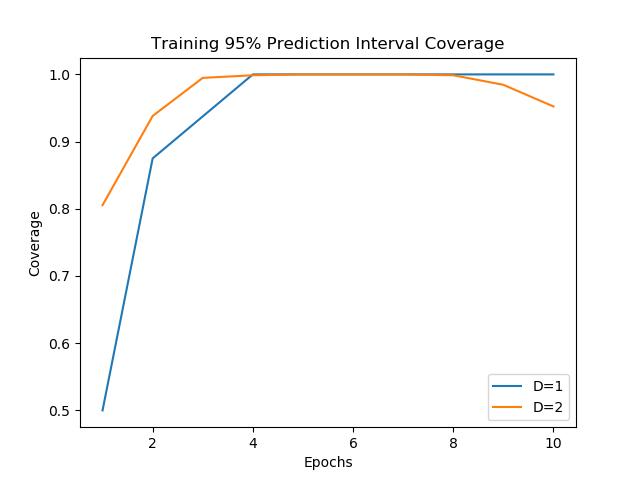 Training 95% Prediction Interval Coverage
Coverage
1.0
0.9
0.8
0.7
0.6
0.5
2 4 6 8 10
Epochs
D=1
D=2